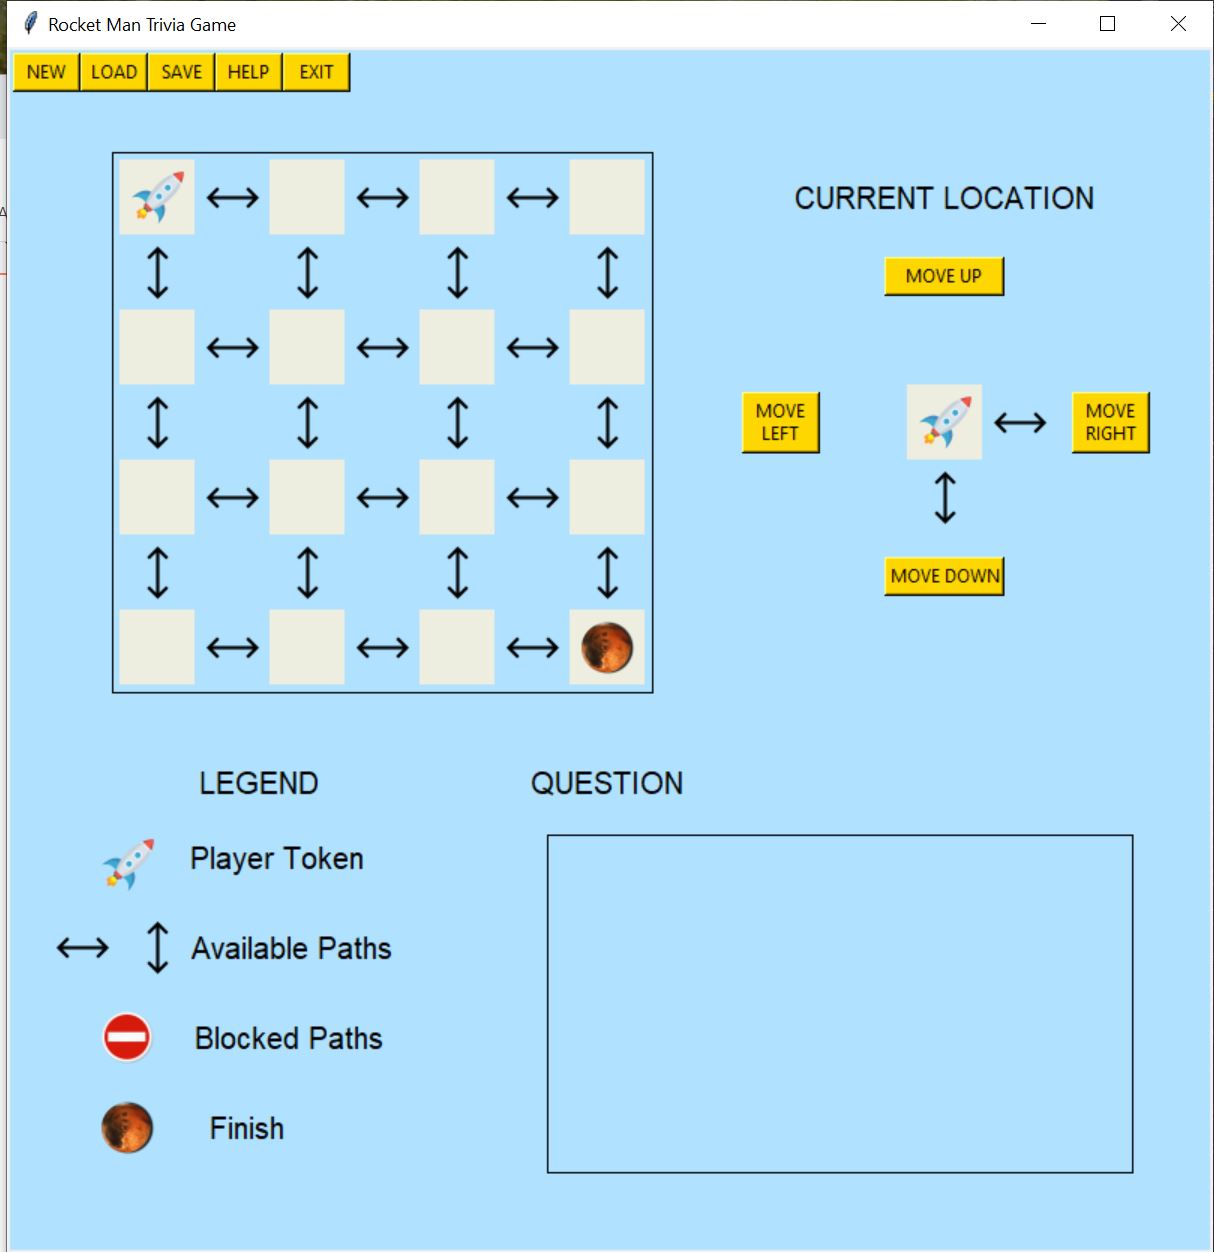 Rocket Man Trivia Game
NEW LOAD SAVE HELP EXIT
CURRENT LOCATION
MOVE UP
MOVE
LEFT
MOVE
RIGHT
MOVE DOWN
LEGEND
Player Token
Available Paths
Blocked Paths
Finish
QUESTION